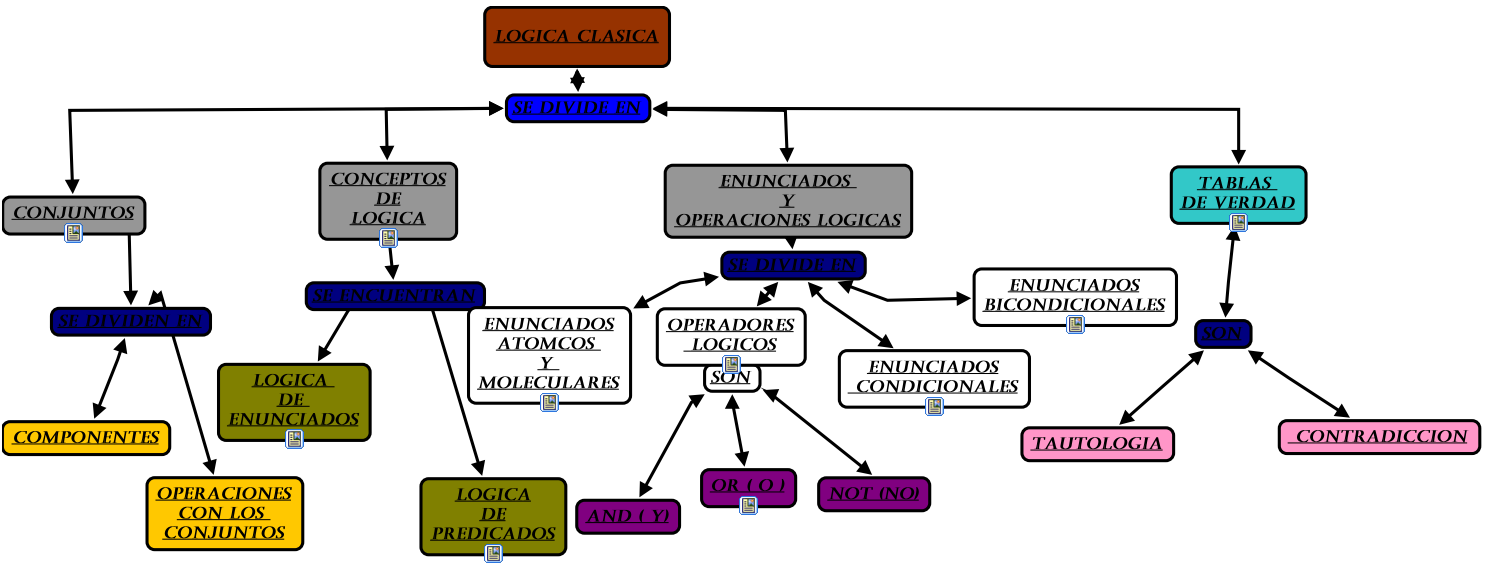 LOGICA CLASICA
SE DIVIDE EN
CONJUNTOS
CONCEPTOS
DE
LOGICA
ENUNCIADOS
Y
OPERACIONES LOGICAS
TABLAS
DE VERDAD
SE DIVIDEN EN
SE ENCUENTRAN
SE DIVIDE EN
SON
COMPONENTES
OPERACIONES
CON LOS
CONJUNTOS
LOGICA
DE
ENUNCIADOS
LOGICA
DE
PREDICADOS
ENUNCIADOS
ATOMCOS
Y
MOLECULARES
OPERADORES
LOGICOS
SON
AND ( Y)
OR ( O )
NOT (NO)
ENUNCIADOS
CONDICIONALES
ENUNCIADOS
BICONDICIONALES
TAUTOLOGIA
CONTRADICCION